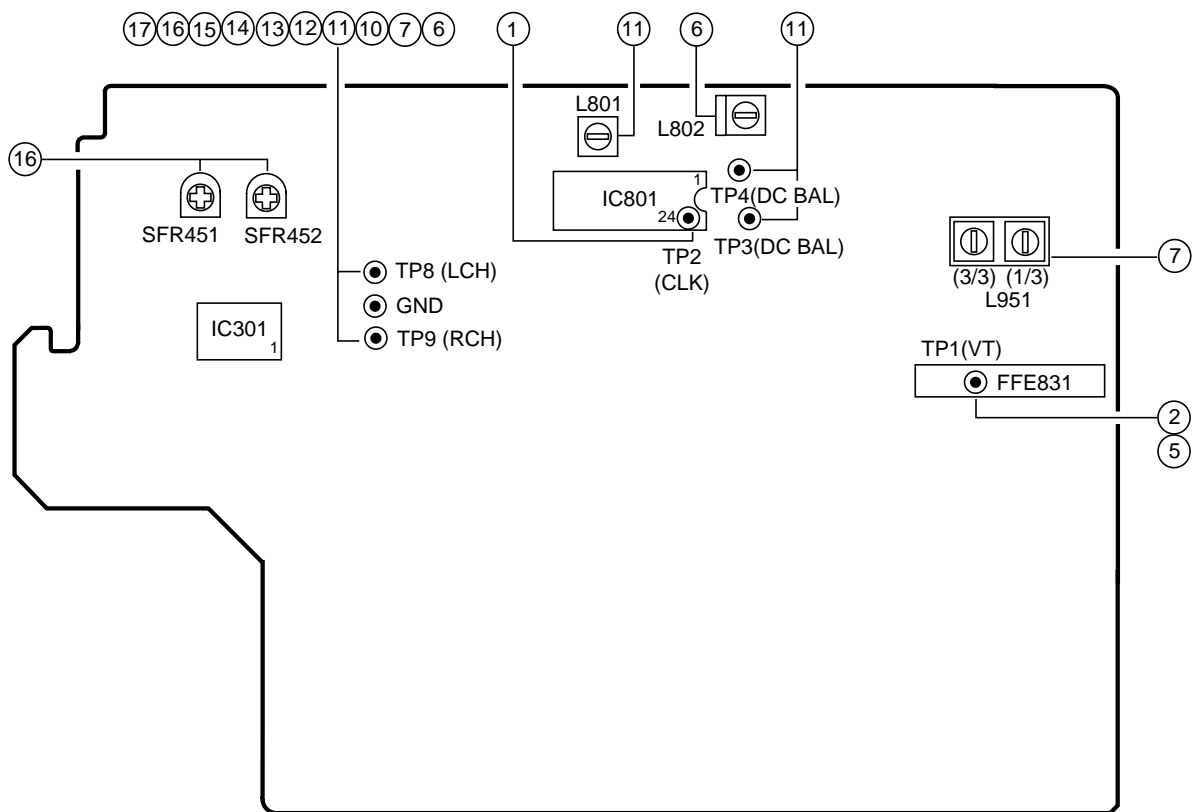 17 16 15 14 13 12 11 10 7 6 1 11 6 11
L801
L802
16
IC801
1
24
TP4(DC BAL)
TP3(DC BAL)
TP2
(CLK)
SFR451
SFR452
TP8 (LCH)
GND
TP9 (RCH)
IC301
1
7
(3/3) (1/3)
L951
TP1(VT)
FFE831
2
5